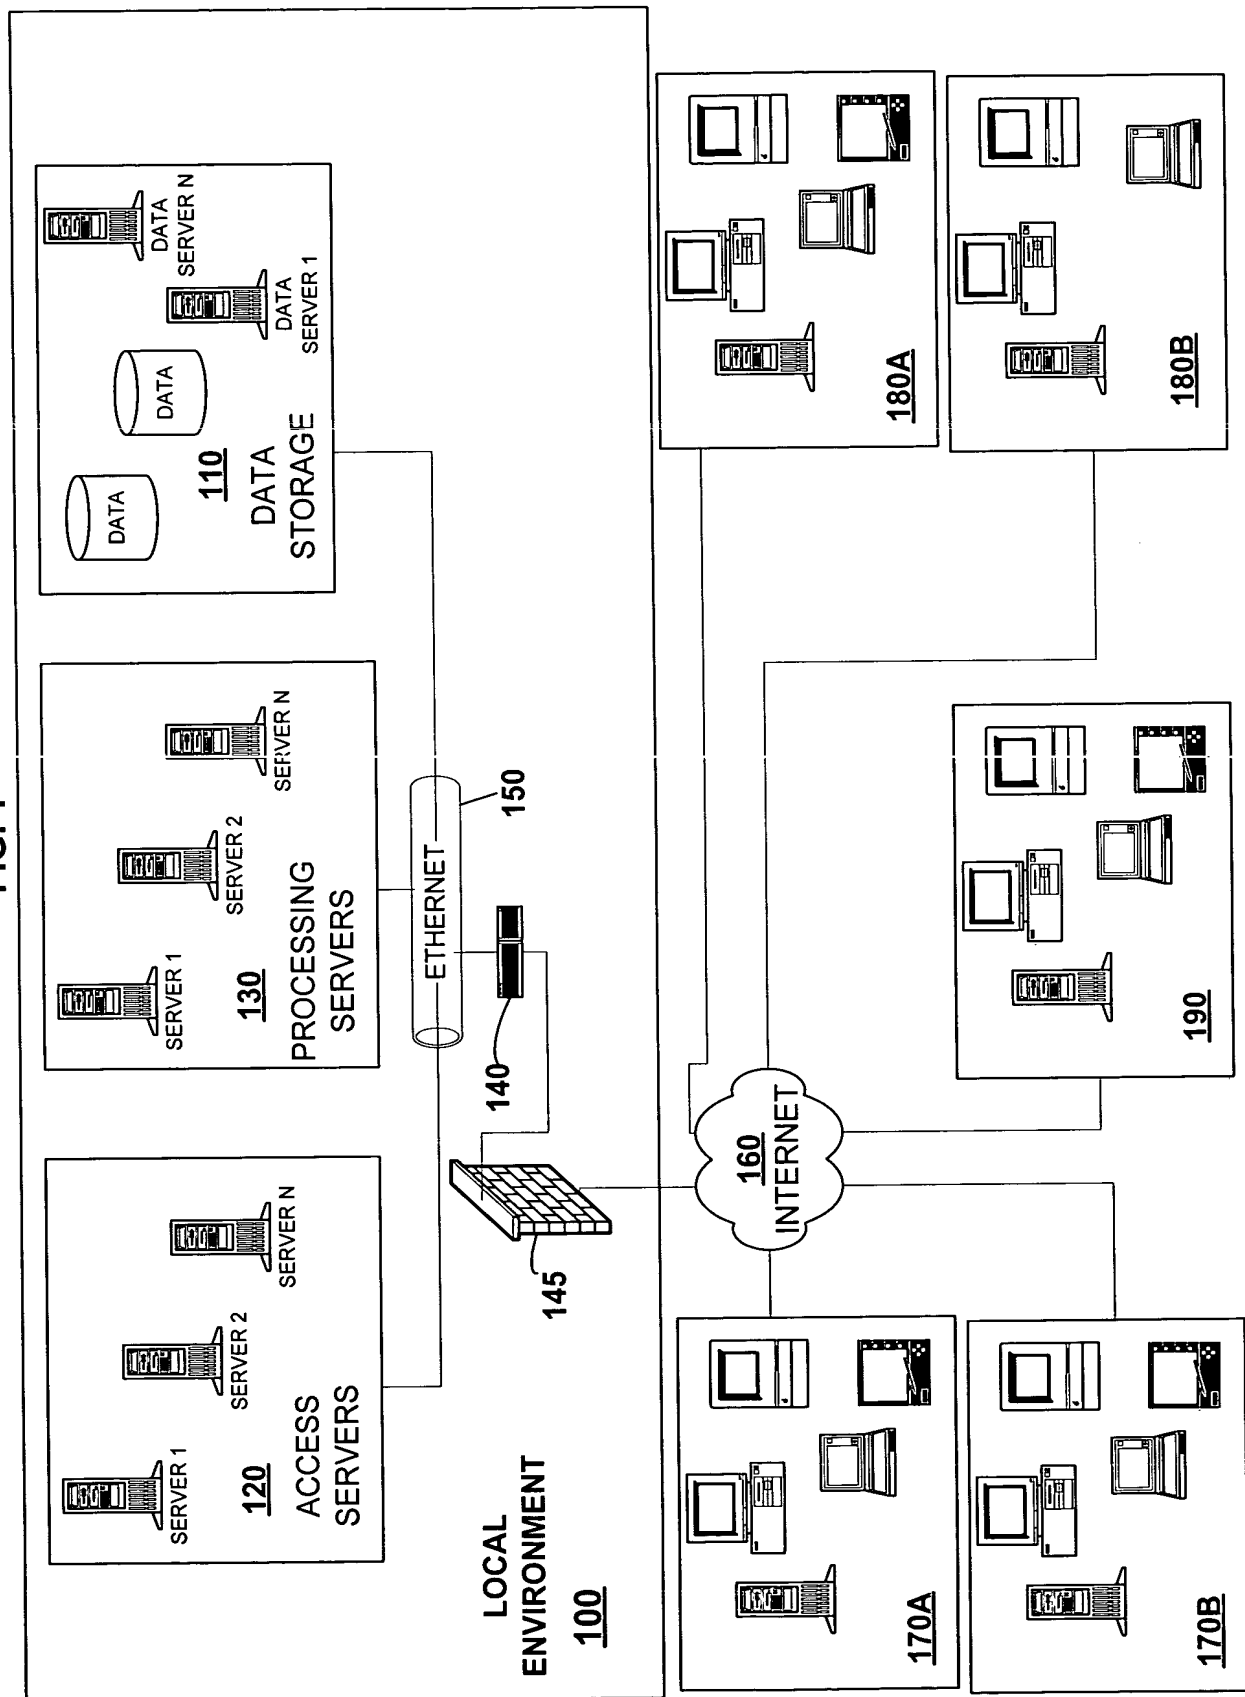 SERVER 1
SERVER 2
SERVER N
120
ACCESS
SERVERS
SERVER 1
SERVER 2
SERVER N
130
PROCESSING
SERVERS
DATA
DATA
DATA
SERVER N
DATA
SERVER 1
110
DATA
STORAGE
ETHERNET
150
140
145
LOCAL
ENVIRONMENT
100
160
INTERNET
170A
170B
190
180A
180B